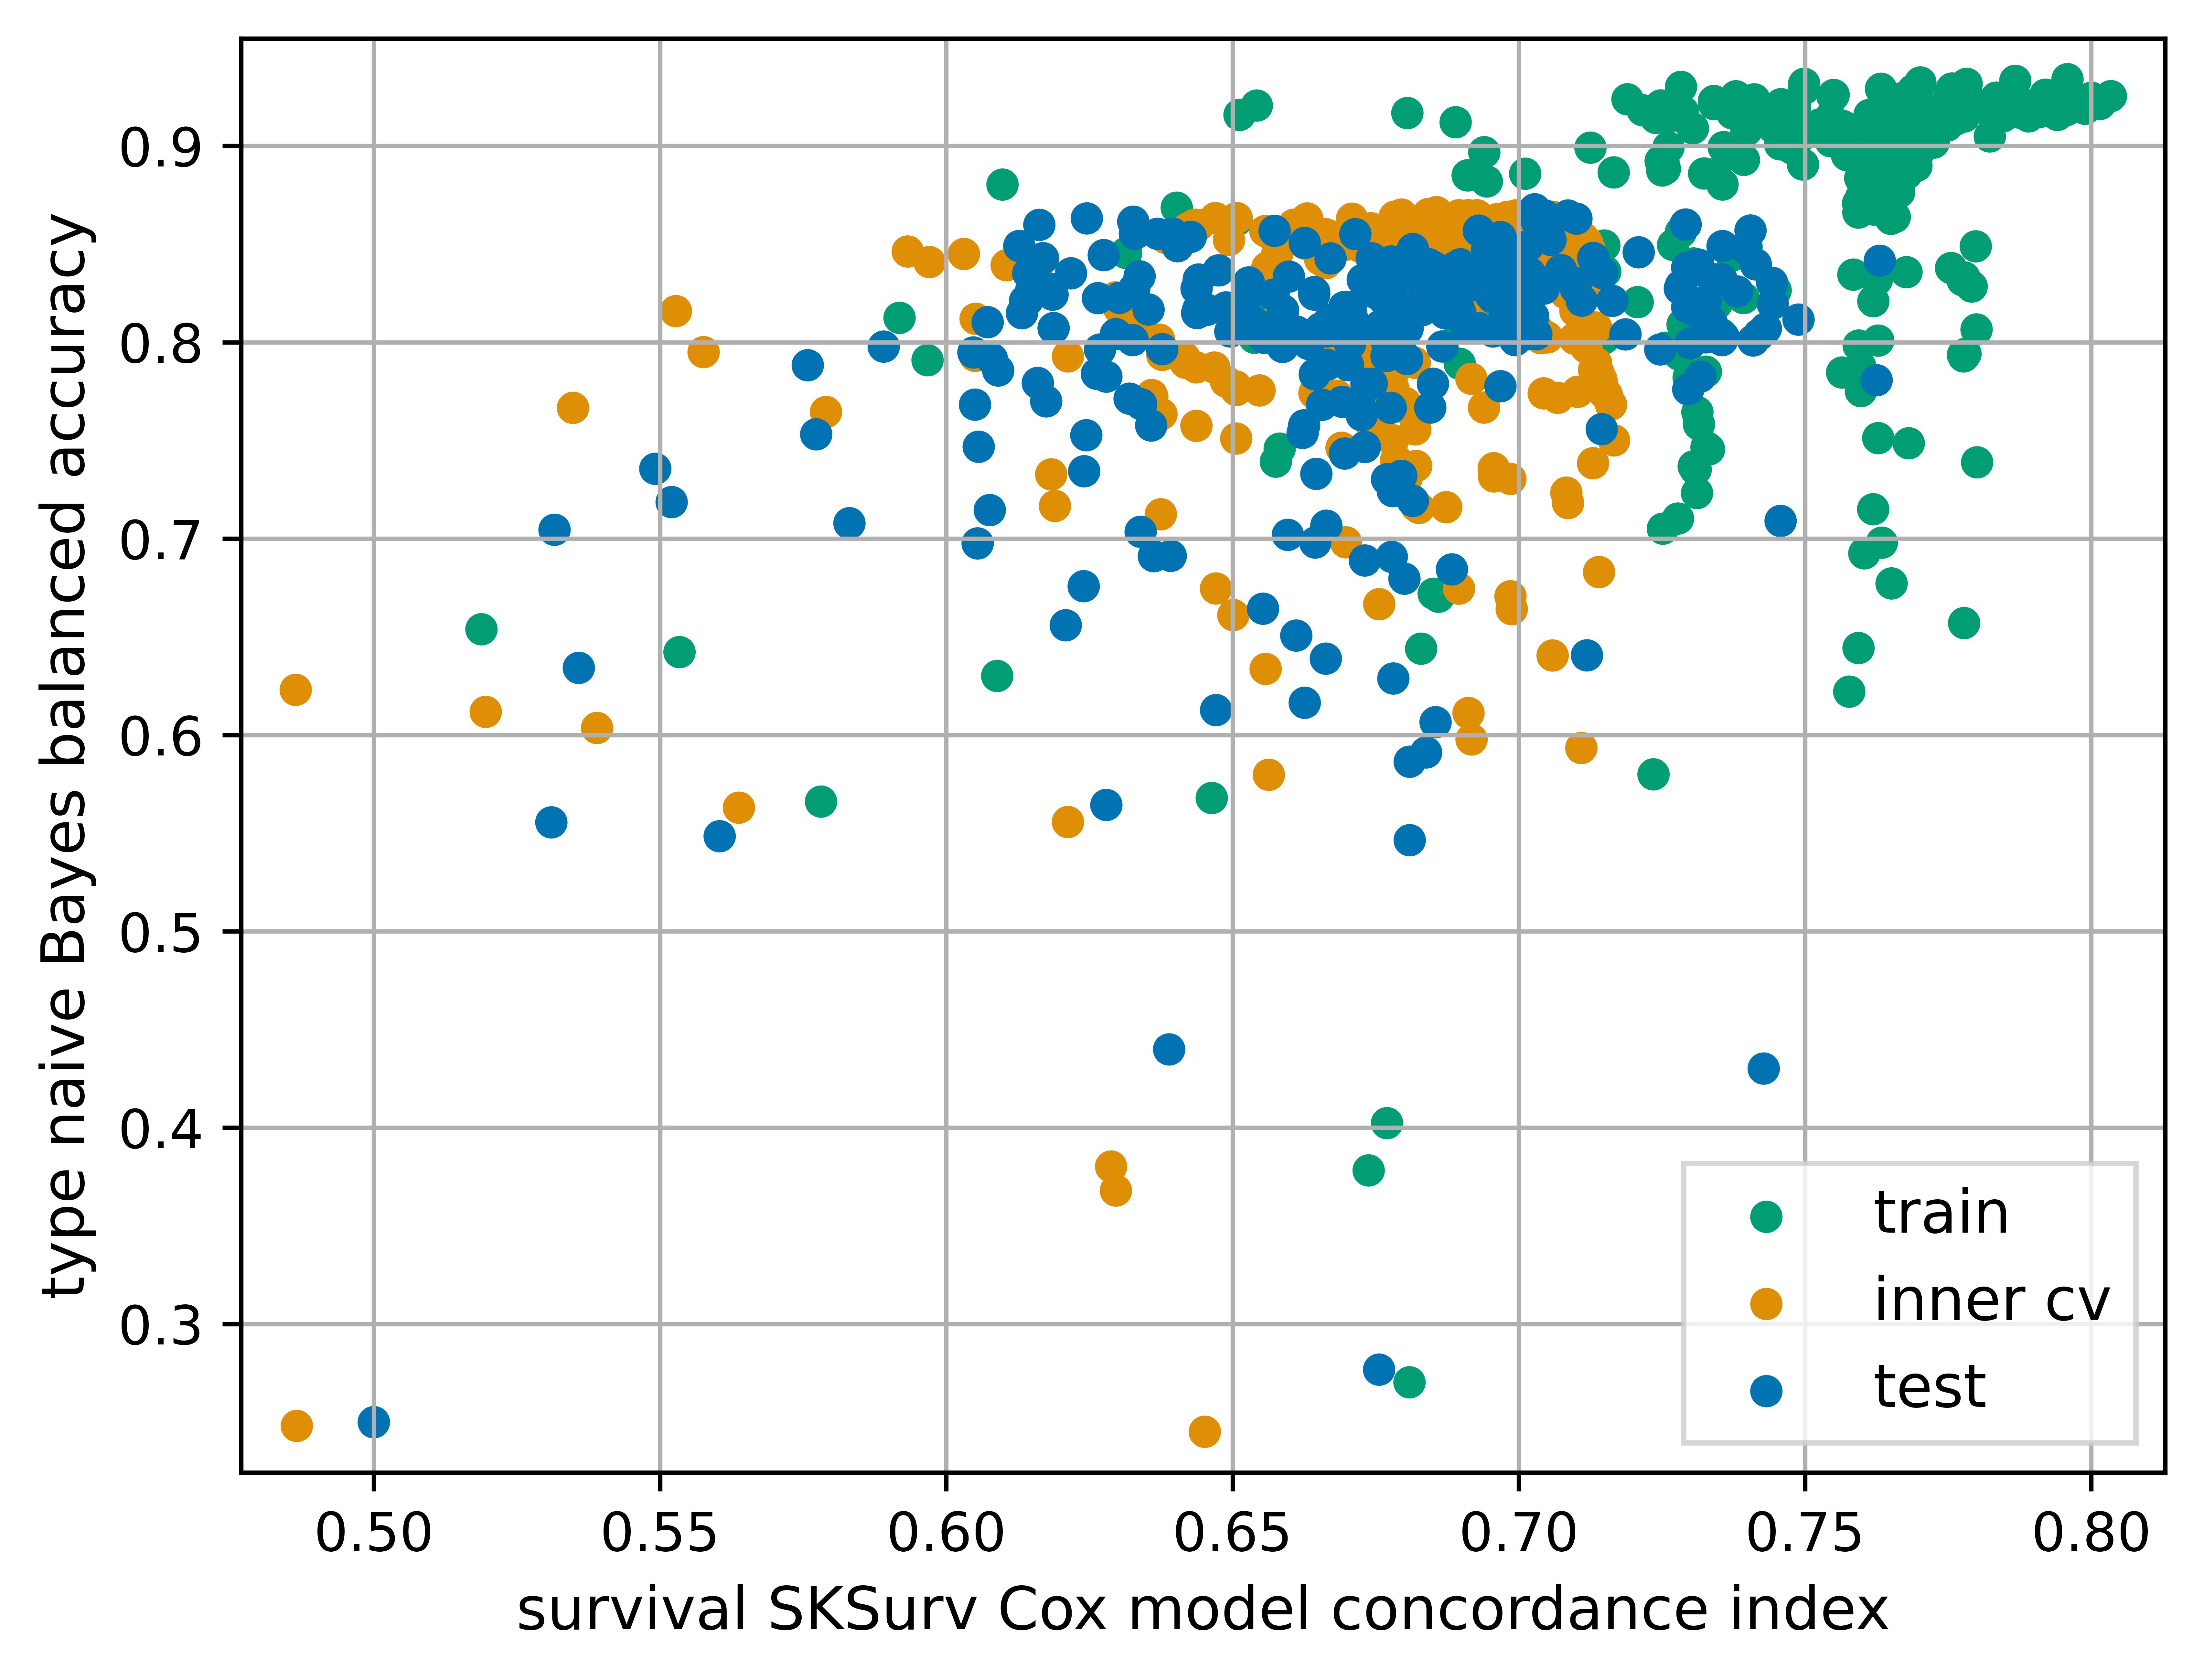 type naive Bayes balanced accuracy
0.9
0.8
0.7
0.6
0.5
0.4
0.3
train
inner cv
test
0.50 0.55 0.60 0.65 0.70 0.75 0.80
survival SKSurv Cox model concordance index